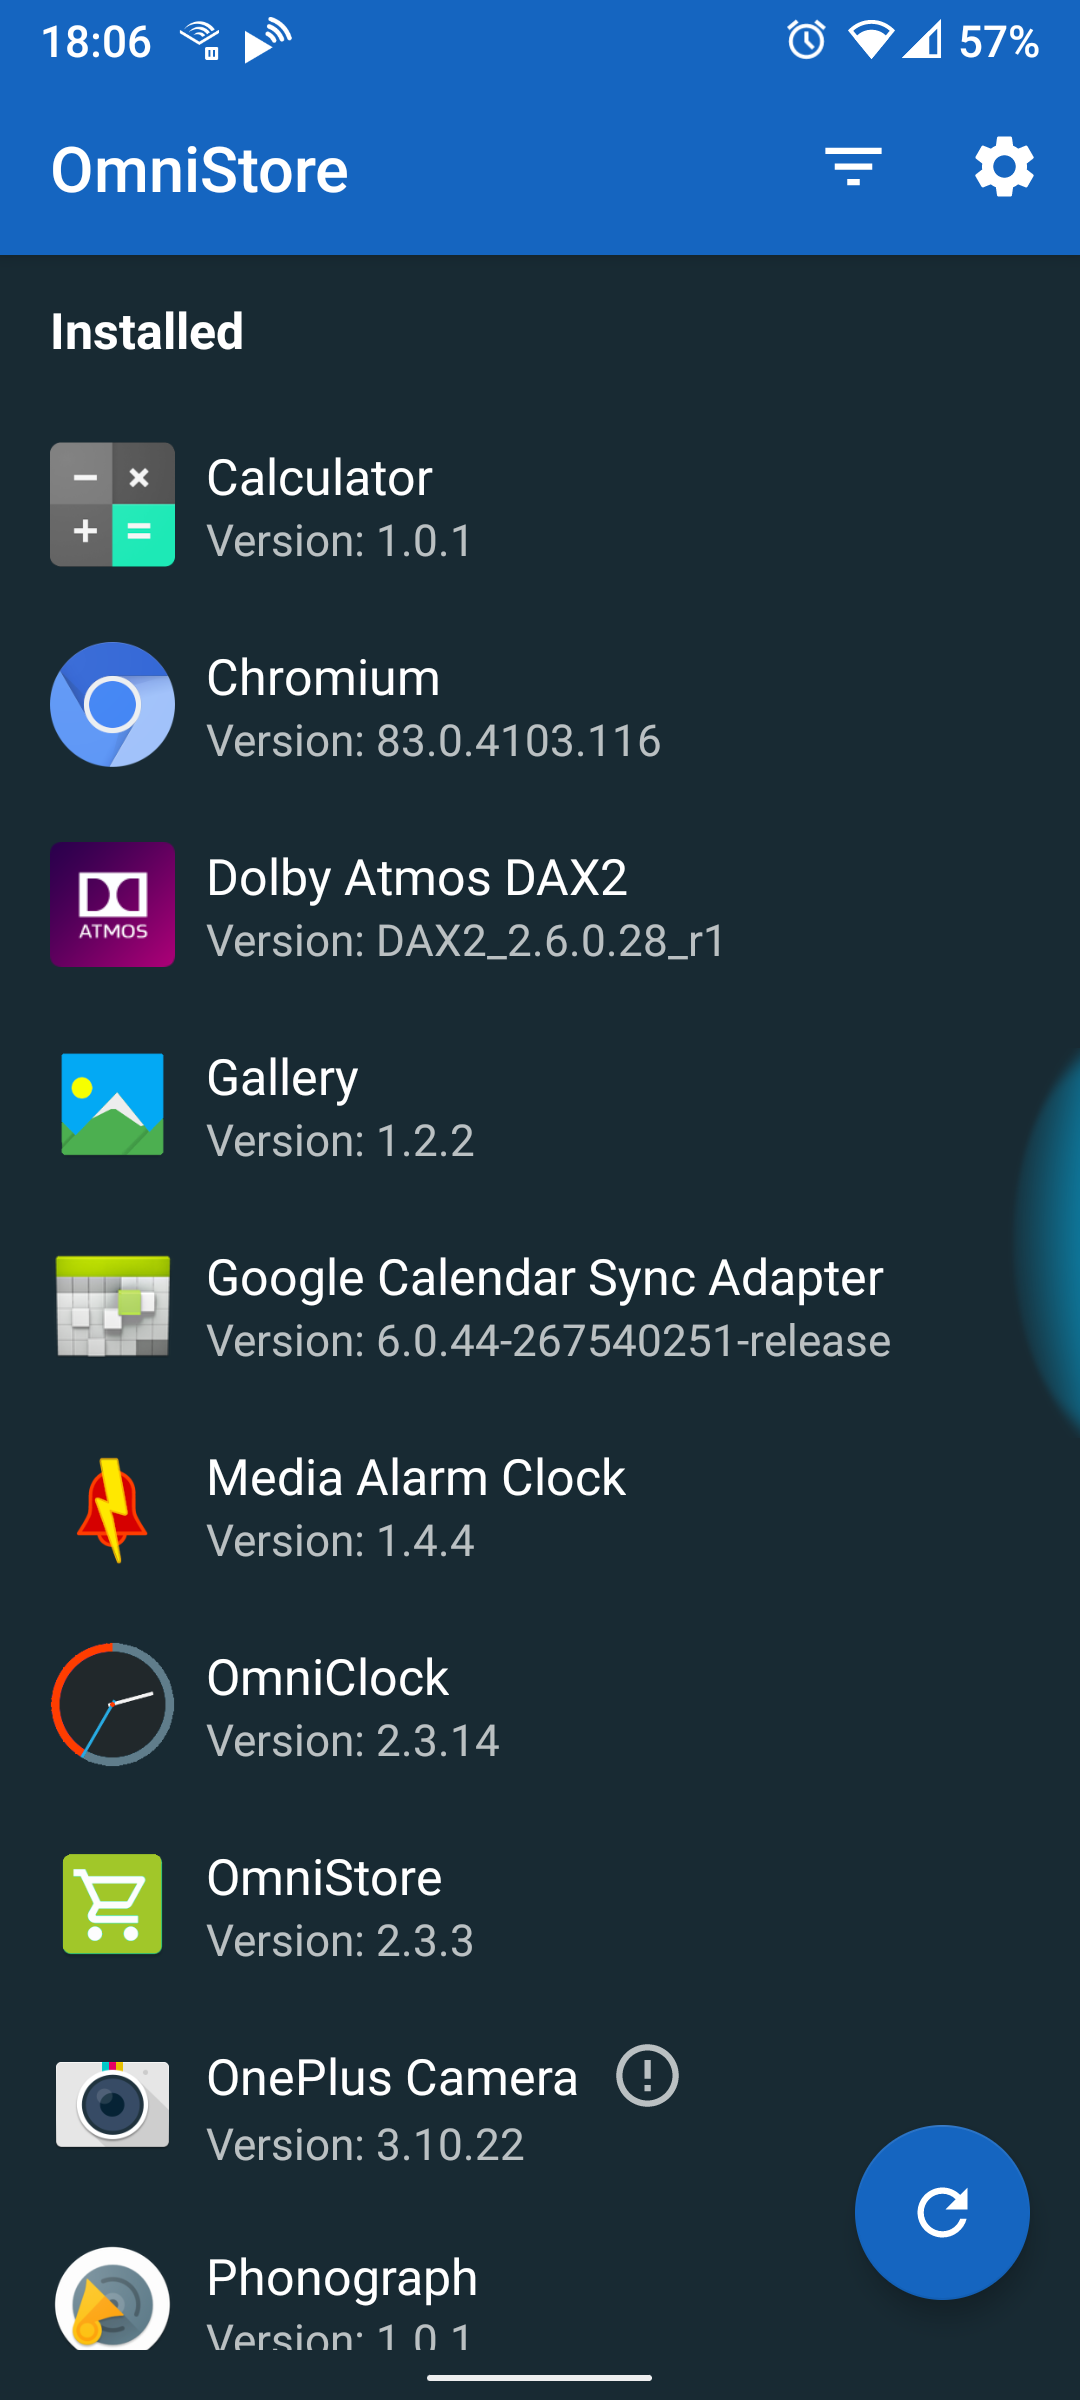 18:06
57%
OmniStore
Installed
Calculator
Version: 1.0.1
Chromium
Version: 83.0.4103.116
ATMOS
Dolby Atmos DAX2
Version: DAX2_2.6.0.28_r1
Gallery
Version: 1.2.2
Google Calendar Sync Adapter
Version: 6.0.44-267540251-release
Media Alarm Clock
Version: 1.4.4
OmniClock
Version: 2.3.14
OmniStore
Version: 2.3.3
OnePlus Camera
Version: 3.10.22
Phonograph
Version: 1.0.1